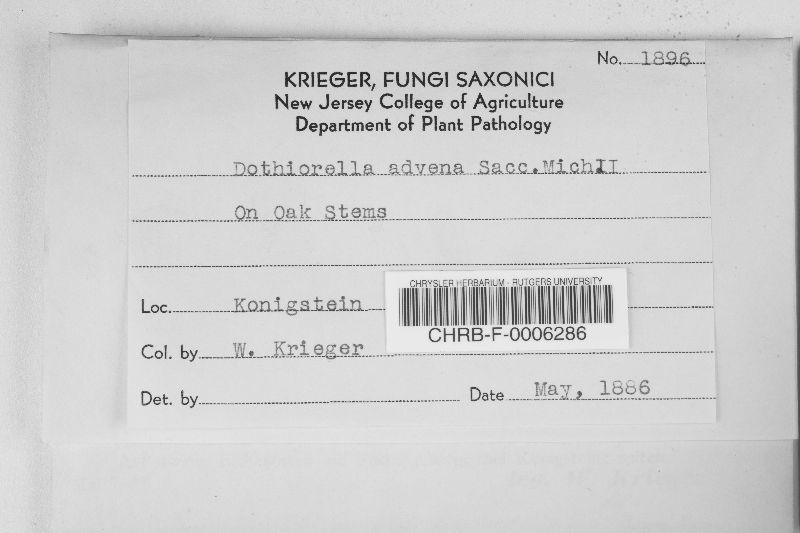 No. 1896
KRIEGER, FUNGI SAXONICI
New Jersey College of Agriculture
Department of Plant Pathology
Dothiorella advena Sacc.MichII
On Oak Stems
Loc. Konigstein
CHRYSLER HERBARIUM - RUTGERS UNIVERSITY
CHRB-F-0006286
Col. by W. Krieger
Det. by
Date May, 1886